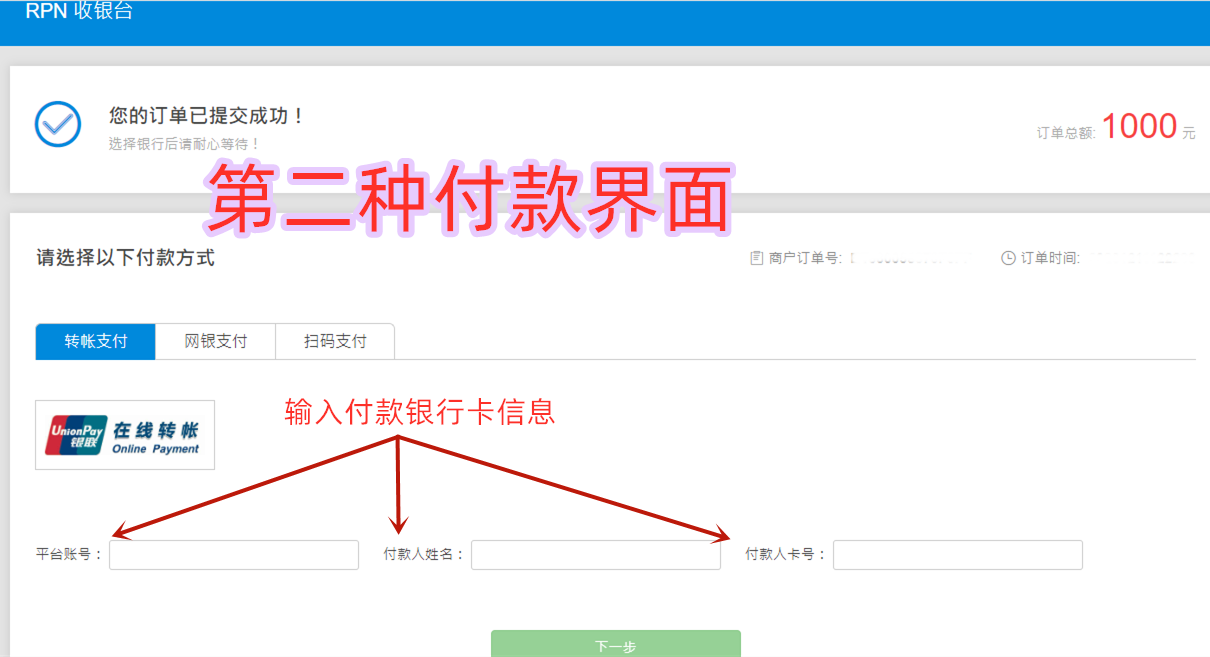 RPN 收银台
您的订单已提交成功！
选择银行后请耐心等待！
订单总额: 1000 元
第二种付款界面
请选择以下付款方式
商户订单号:
订单时间:
转帐支付 网银支付 扫码支付
输入付款银行卡信息
UnionPay 银联 在线转帐
Online Payment
平台账号： 付款人姓名： 付款人卡号：
下一步